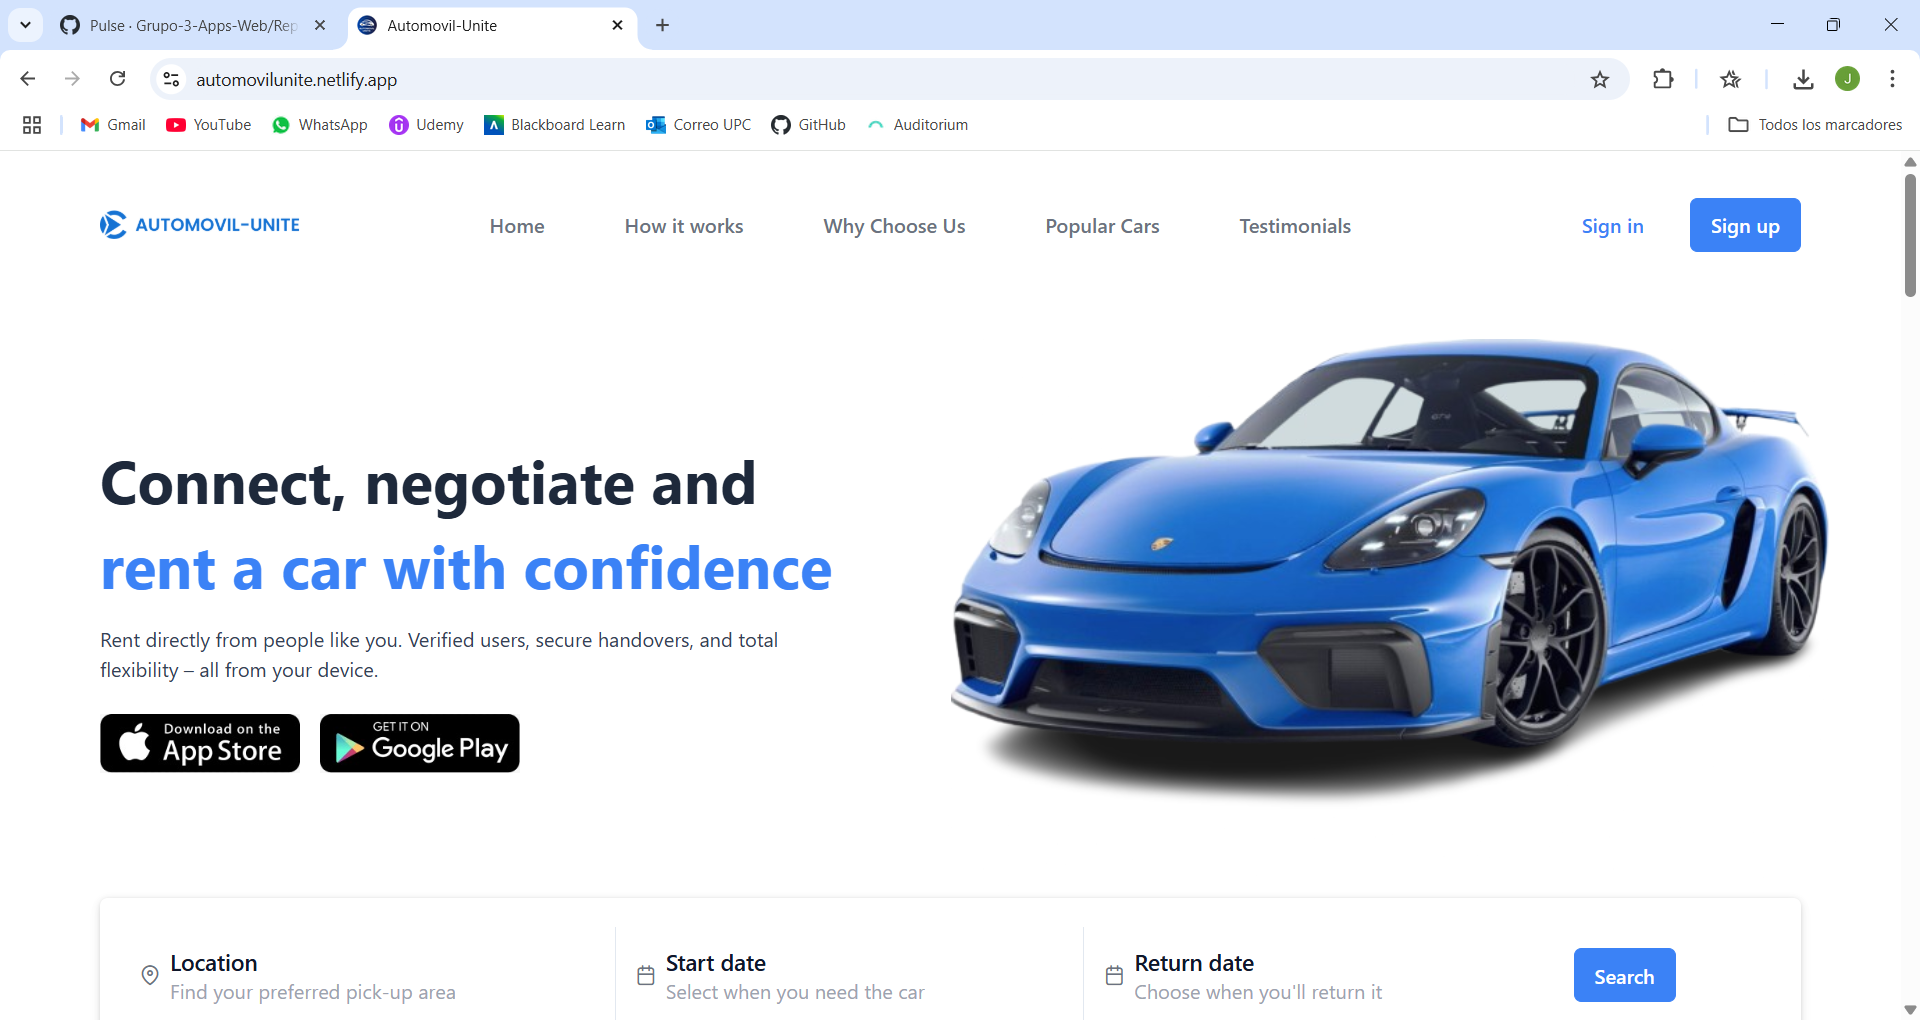 Pulse · Grupo-3-Apps-Web/Rep
Automovil-Unite
automovilunite.netlify.app
J
Gmail
YouTube
WhatsApp
Udemy
Blackboard Learn
Correo UPC
GitHub
Auditorium
Todos los marcadores
AUTOMOVIL-UNITE
Home
How it works
Why Choose Us
Popular Cars
Testimonials
Sign in
Sign up
Connect, negotiate and
rent a car with confidence
Rent directly from people like you. Verified users, secure handovers, and total
flexibility – all from your device.
Download on the
App Store
GET IT ON
Google Play
Location
Find your preferred pick-up area
Start date
Select when you need the car
Return date
Choose when you'll return it
Search